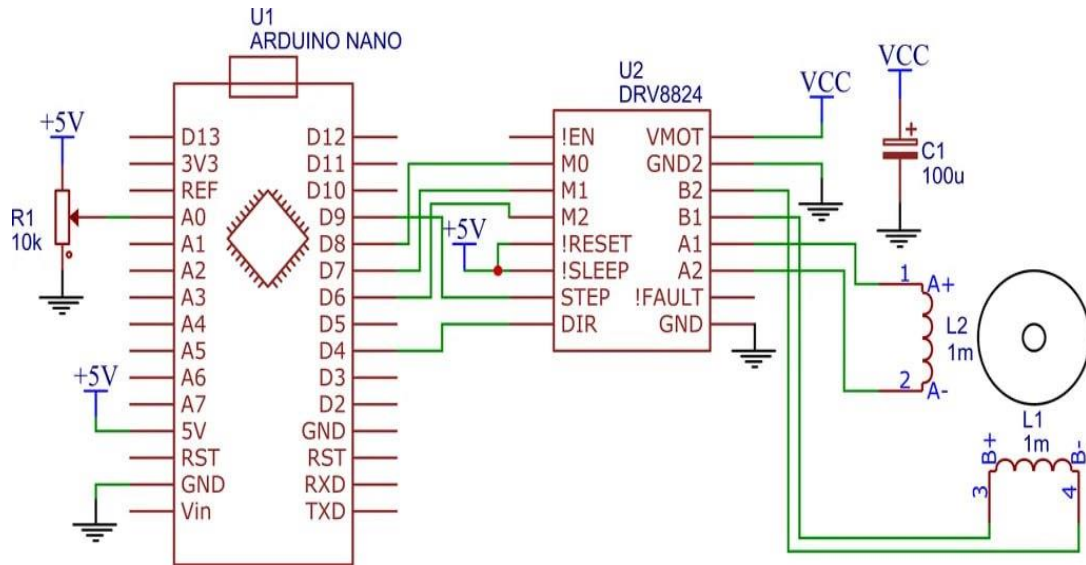 U1
ARDUINO NANO
+5V
R1
10k
D13
3V3
REF
A0
A1
A2
A3
A4
A5
A6
A7
5V
RST
GND
Vin
D12
D11
D10
D9
D8
D7
D6
D5
D4
D3
D2
GND
RST
RXD
TXD
+5V
+5V
U2
DRV8824
!EN
M0
M1
M2
!RESET
!SLEEP
STEP
DIR
VMOT
GND2
B2
B1
A1
A2
!FAULT
GND
VCC
VCC
+
C1
100u
1
A+
L2
1m
2
A-
L1
1m
B+
B-
3
4